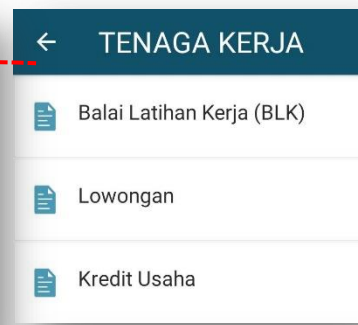 TENAGA KERJA
Balai Latihan Kerja (BLK)
Lowongan
Kredit Usaha